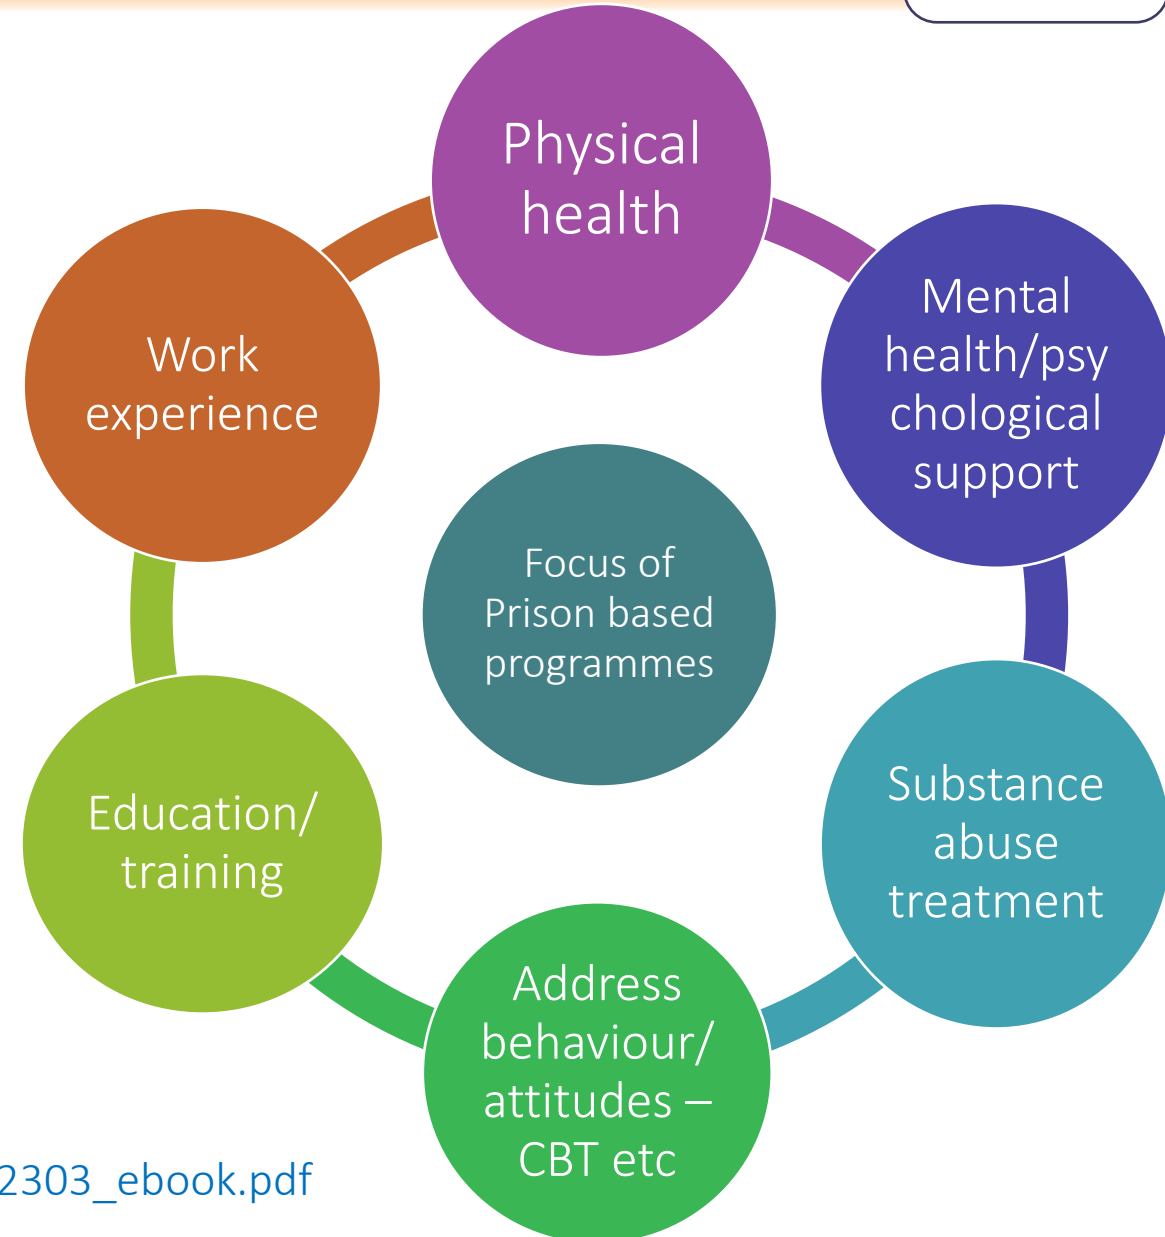 Physical
health
Mental
health/psy
chological
support
Work
experience
Focus of
Prison based
programmes
Substance
abuse
treatment
Education/
training
Address
behaviour/
attitudes –
CBT etc
2303_ebook.pdf